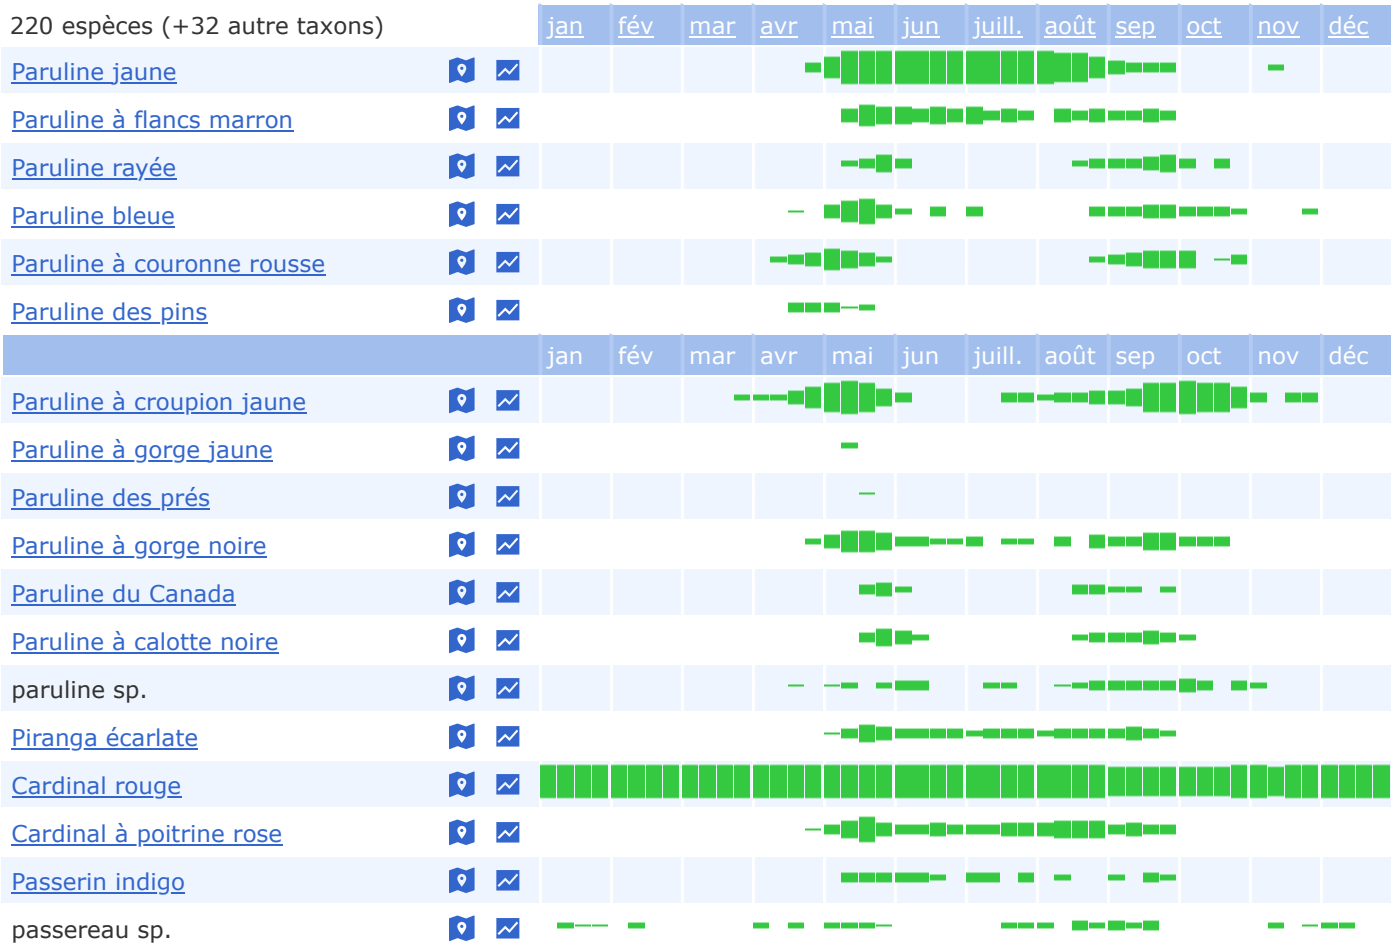 220 espèces (+32 autre taxons) jan fév mar avr mai jun juill. août sep oct nov déc
Paruline jaune
Paruline à flancs marron
Paruline rayée
Paruline bleue
Paruline à couronne rousse
Paruline des pins
jan fév mar avr mai jun juill. août sep oct nov déc
Paruline à croupion jaune
Paruline à gorge jaune
Paruline des prés
Paruline à gorge noire
Paruline du Canada
Paruline à calotte noire
paruline sp.
Piranga écarlate
Cardinal rouge
Cardinal à poitrine rose
Passerin indigo
passereau sp.